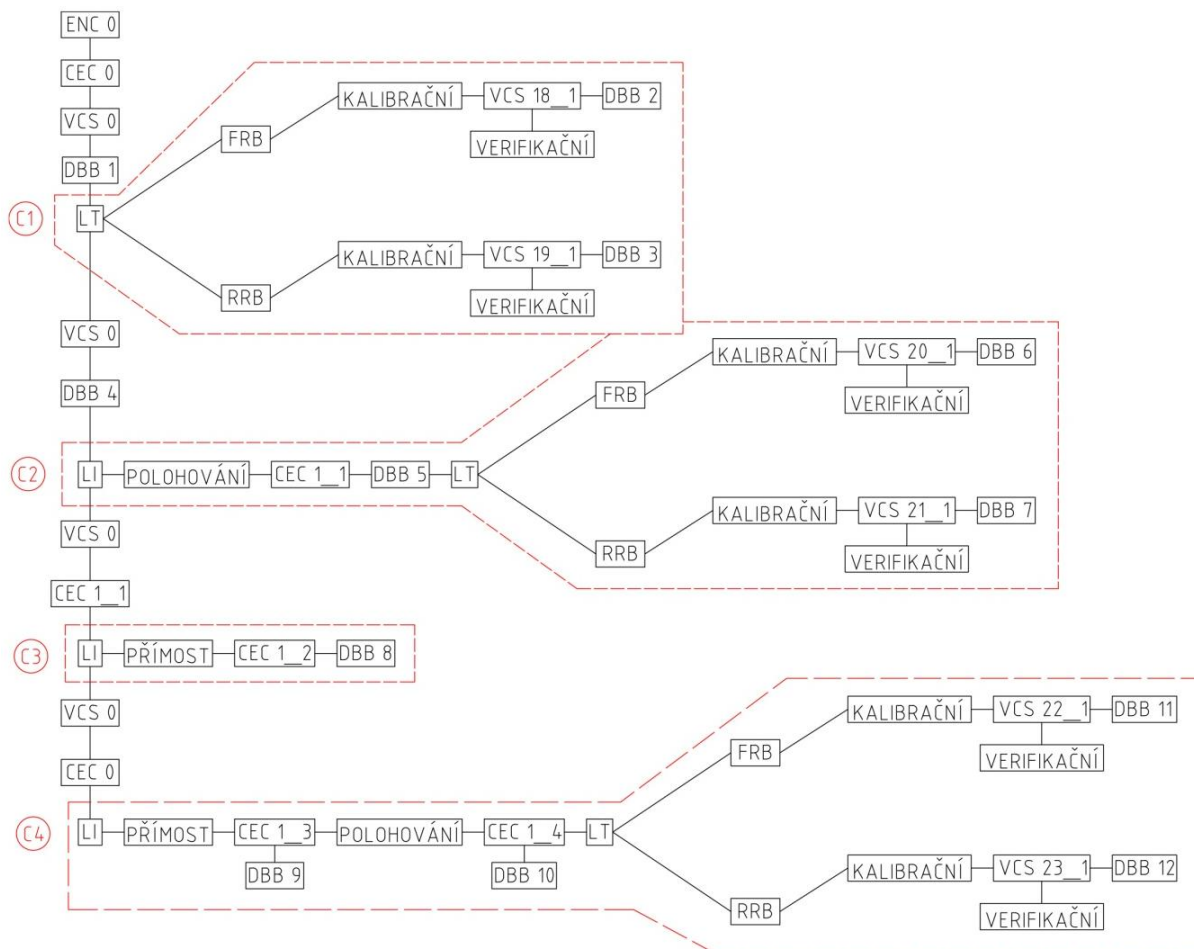 ENC 0
CEC 0
VCS 0
DBB 1
C1
LT
FRB
KALIBRAČNÍ
VCS 18_1
DBB 2
VERIFIKAČNÍ
RRB
KALIBRAČNÍ
VCS 19_1
DBB 3
VERIFIKAČNÍ
VCS 0
DBB 4
C2
LI
POLOHOVÁNÍ
CEC 1_1
DBB 5
LT
FRB
KALIBRAČNÍ
VCS 20_1
DBB 6
VERIFIKAČNÍ
RRB
KALIBRAČNÍ
VCS 21_1
DBB 7
VERIFIKAČNÍ
VCS 0
CEC 1_1
C3
LI
PŘÍMOST
CEC 1_2
DBB 8
VCS 0
CEC 0
C4
LI
PŘÍMOST
CEC 1_3
DBB 9
POLOHOVÁNÍ
CEC 1_4
DBB 10
LT
FRB
KALIBRAČNÍ
VCS 22_1
DBB 11
VERIFIKAČNÍ
RRB
KALIBRAČNÍ
VCS 23_1
DBB 12
VERIFIKAČNÍ